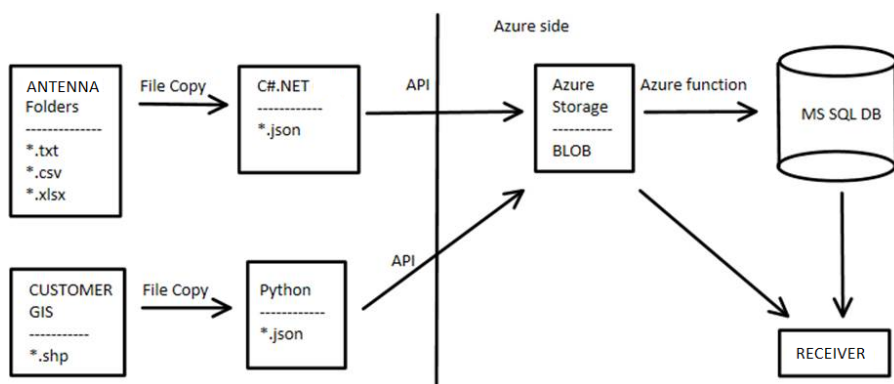 Azure side
ANTENNA
Folders
---------------
*.txt
*.csv
*.xlsx
File Copy
C#.NET
-------------
*.json
API
Azure
Storage
------------
BLOB
Azure function
MS SQL DB
CUSTOMER
GIS
------------
*.shp
File Copy
Python
-------------
*.json
API
RECEIVER